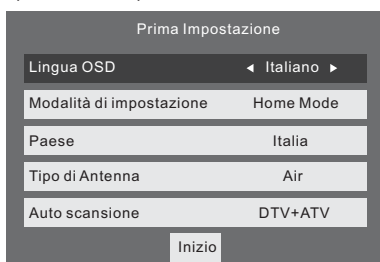 Prima Impostazione
Lingua OSD ◄ Italiano ►
Modalità di impostazione Home Mode
Paese Italia
Tipo di Antenna Air
Auto scansione DTV+ATV
Inizio